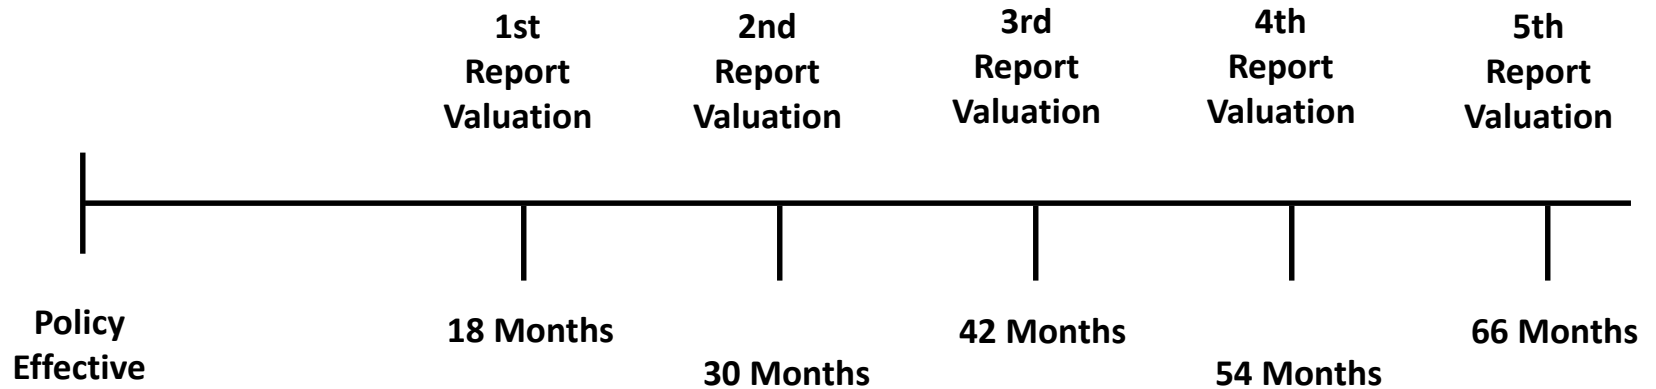 1st
Report
Valuation
2nd
Report
Valuation
3rd
Report
Valuation
4th
Report
Valuation
5th
Report
Valuation
Policy
Effective
18 Months
30 Months
42 Months
54 Months
66 Months